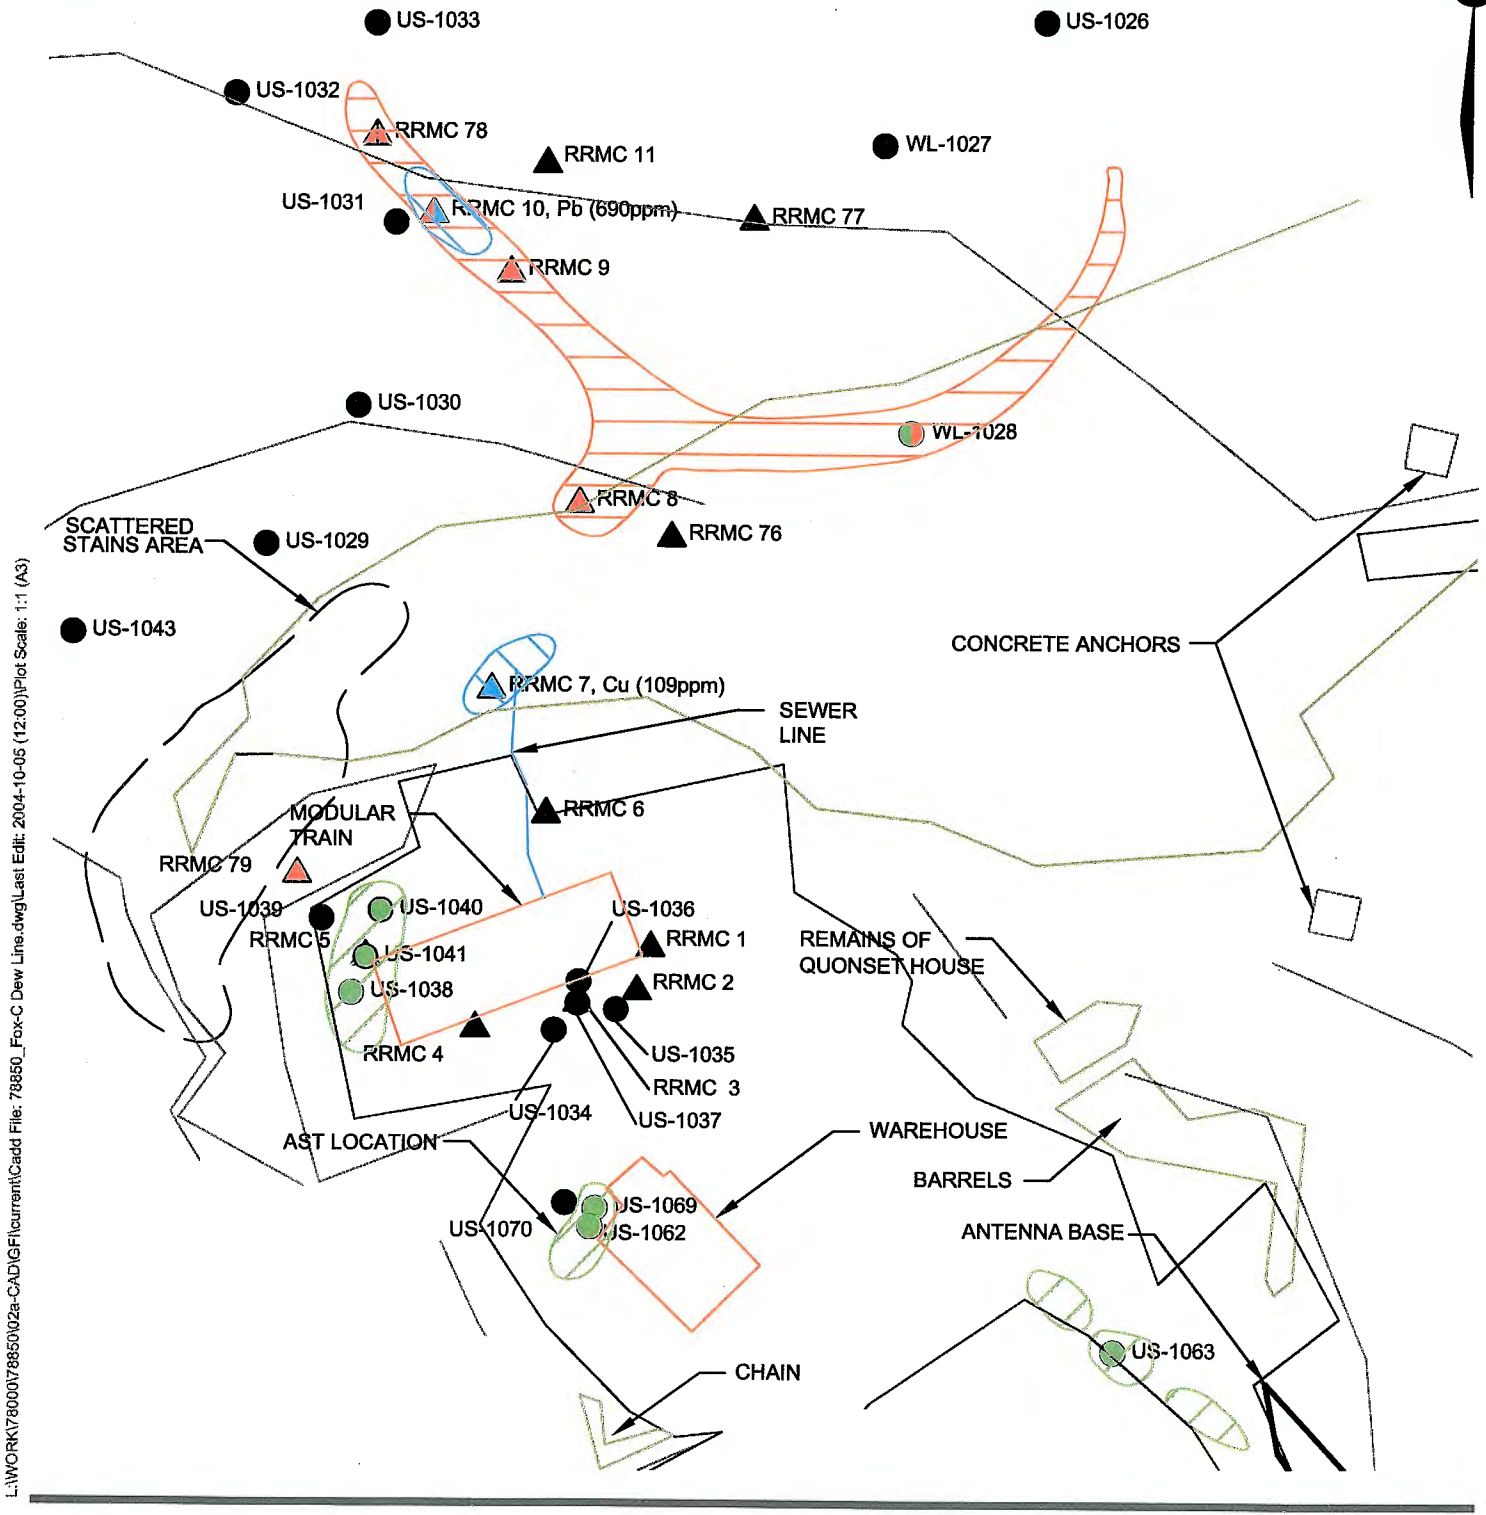 US-1033
US-1026
US-1032
RRMC 78
RRMC 11
WL-1027
US-1031
RRMC 10, Pb (690ppm)
RRMC 77
RRMC 9
US-1030
WL-1028
RRMC 8
SCATTERED
STAINS AREA
US-1029
RRMC 76
US-1043
CONCRETE ANCHORS
RRMC 7, Cu (109ppm)
SEWER
LINE
MODULAR
TRAIN
RRMC 6
RRMC 79
US-1039
US-1040
US-1036
RRMC 5
US-1041
RRMC 1
REMAINS OF
QUONSET HOUSE
US-1038
RRMC 2
RRMC 4
US-1035
RRMC 3
US-1034
US-1037
AST LOCATION
WAREHOUSE
BARRELS
US-1069
US-1070
US-1062
ANTENNA BASE
US-1063
CHAIN
L:\WORK\78000\78850\02a-CAD\GFI\current\Cadd File: 78850_Fox-C Dew Line.dwg\Last Edit: 2004-10-05 (12:00)\Plot Scale: 1:1 (A3)